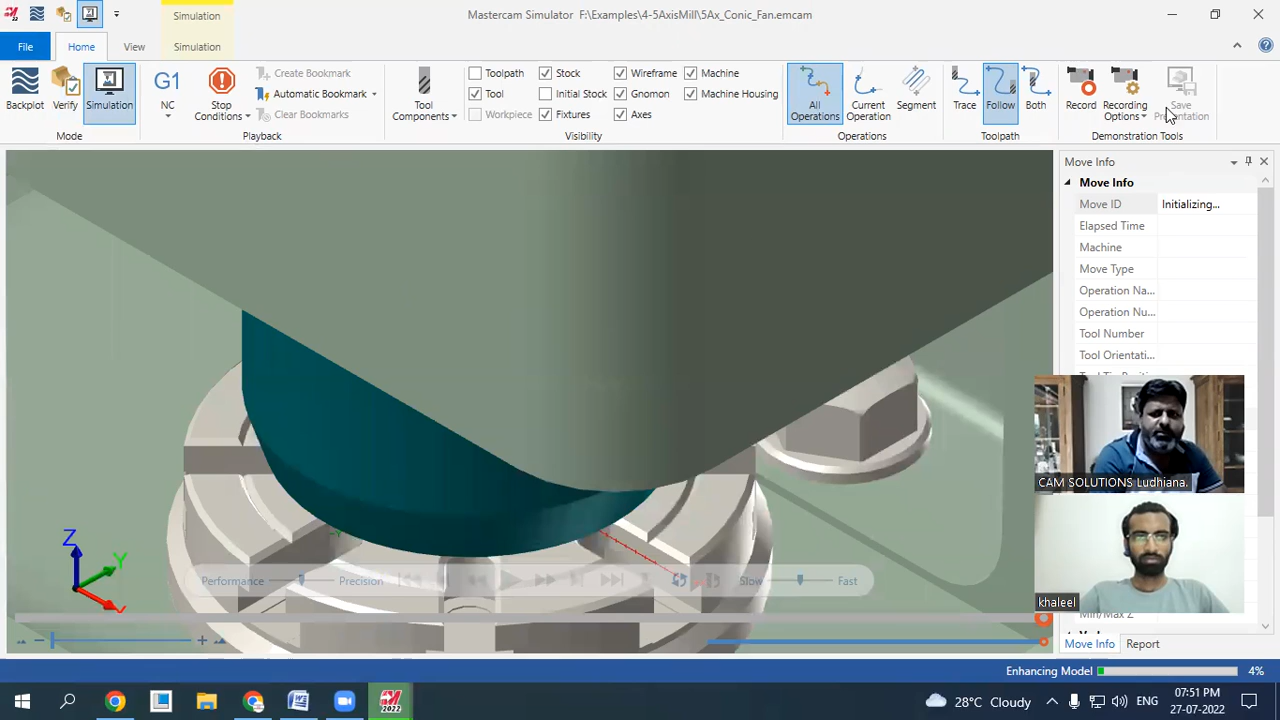 Simulation
Mastercam Simulator F:\Examples\4-5AxisMill\5Ax_Conic_Fan.emcam
File
Home
View
Simulation
Backplot
Verify
Simulation
Mode
G1
NC
Stop
Conditions
Create Bookmark
Automatic Bookmark
Clear Bookmarks
Playback
Tool
Components
Toolpath
Tool
Workpiece
Stock
Initial Stock
Fixtures
Wireframe
Gnomon
Axes
Machine
Machine Housing
Visibility
All
Operations
Current
Operation
Segment
Operations
Trace
Follow
Both
Toolpath
Record
Recording
Options
Save
Presentation
Demonstration Tools
Move Info
Move Info
Move ID Initializing...
Elapsed Time
Machine
Move Type
Operation Na...
Operation Nu...
Tool Number
Tool Orientati...
CAM SOLUTIONS Ludhiana.
khaleel
Min/Max Z
Move Info
Report
Z
Y
-Y
Performance
Precision
Slow
Fast
Enhancing Model
4%
2022
28°C Cloudy
ENG
07:51 PM
27-07-2022